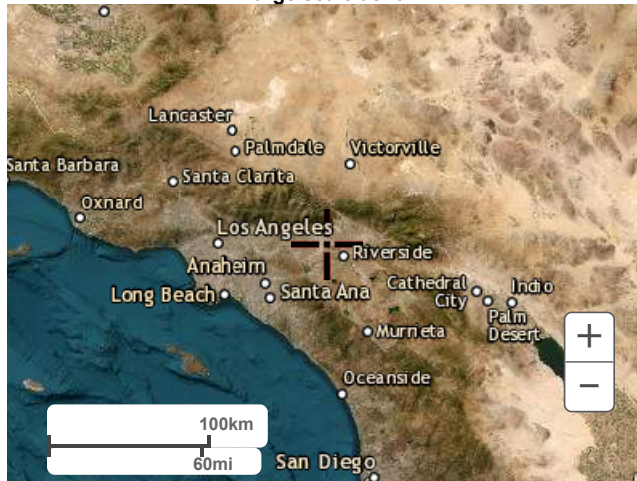 Lancaster
Palmdale
Victorville
Santa Barbara
Santa Clarita
Oxnard
Los Angeles
Riverside
Anaheim
Cathedral
City
Indio
Long Beach
Santa Ana
Palm
Desert
Murrieta
+
−
Oceanside
100km
60mi
San Diego